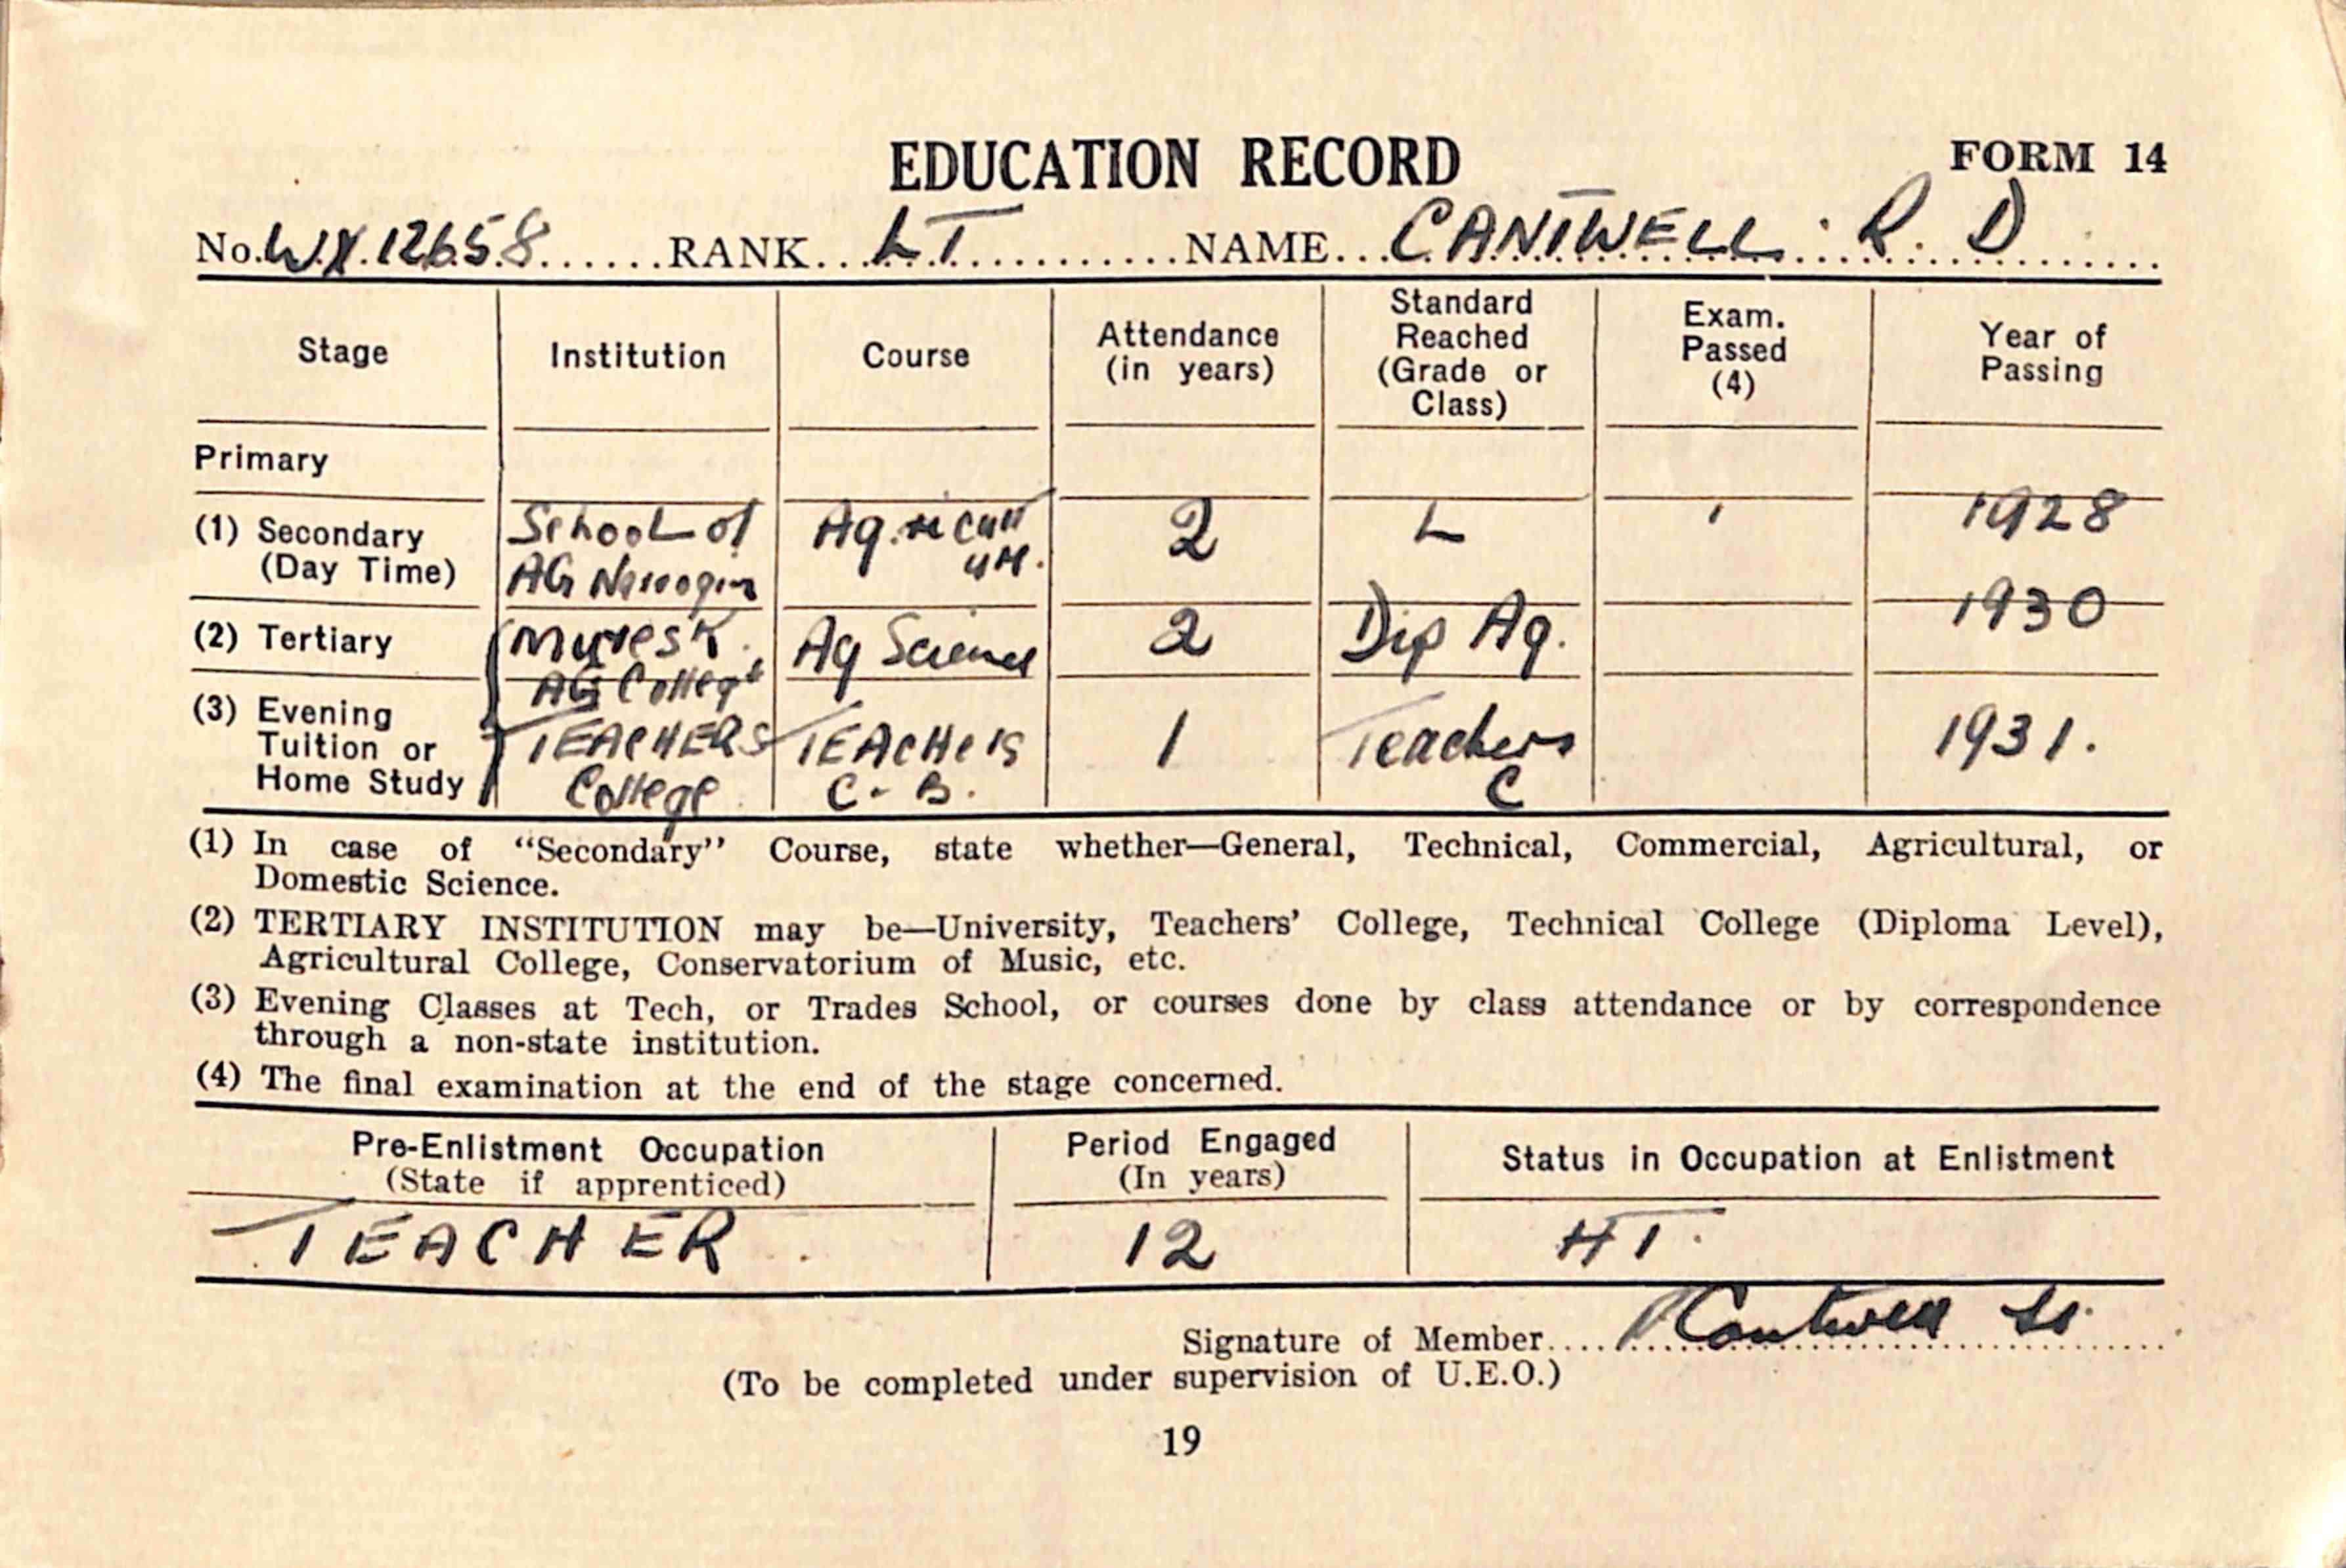 EDUCATION RECORD
FORM 14
No. WX.12658 RANK LT NAME CANTWELL. R. D
Stage
Institution
Course
Attendance
(in years)
Standard
Reached
(Grade or
Class)
Exam.
Passed
(4)
Year of
Passing
Primary
(1) Secondary
(Day Time)
School of
AG Narrogin
2
L
1928
(2) Tertiary
Muresk
AG College
Ag Science
2
Dip Ag.
1930
(3) Evening
Tuition or
Home Study
TEACHERS
College
TEACHERS
C. B.
1
Teachers
C
1931.
(1) In case of “Secondary” Course, state whether—General, Technical, Commercial, Agricultural, or
Domestic Science.
(2) TERTIARY INSTITUTION may be—University, Teachers’ College, Technical College (Diploma Level),
Agricultural College, Conservatorium of Music, etc.
(3) Evening Classes at Tech, or Trades School, or courses done by class attendance or by correspondence
through a non-state institution.
(4) The final examination at the end of the stage concerned.
Pre-Enlistment Occupation
(State if apprenticed)
Period Engaged
(In years)
Status in Occupation at Enlistment
TEACHER
12
HT.
Signature of Member RCantwell Lt.
(To be completed under supervision of U.E.O.)
19